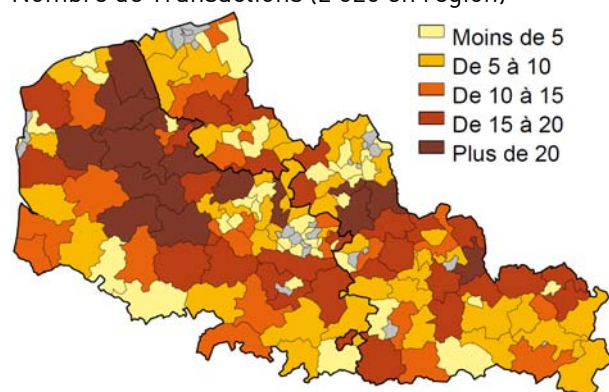 Nombre de Transactions (2 en région)
Moins de 5
De 5 à 10
De 10 à 15
De 15 à 20
Plus de 20